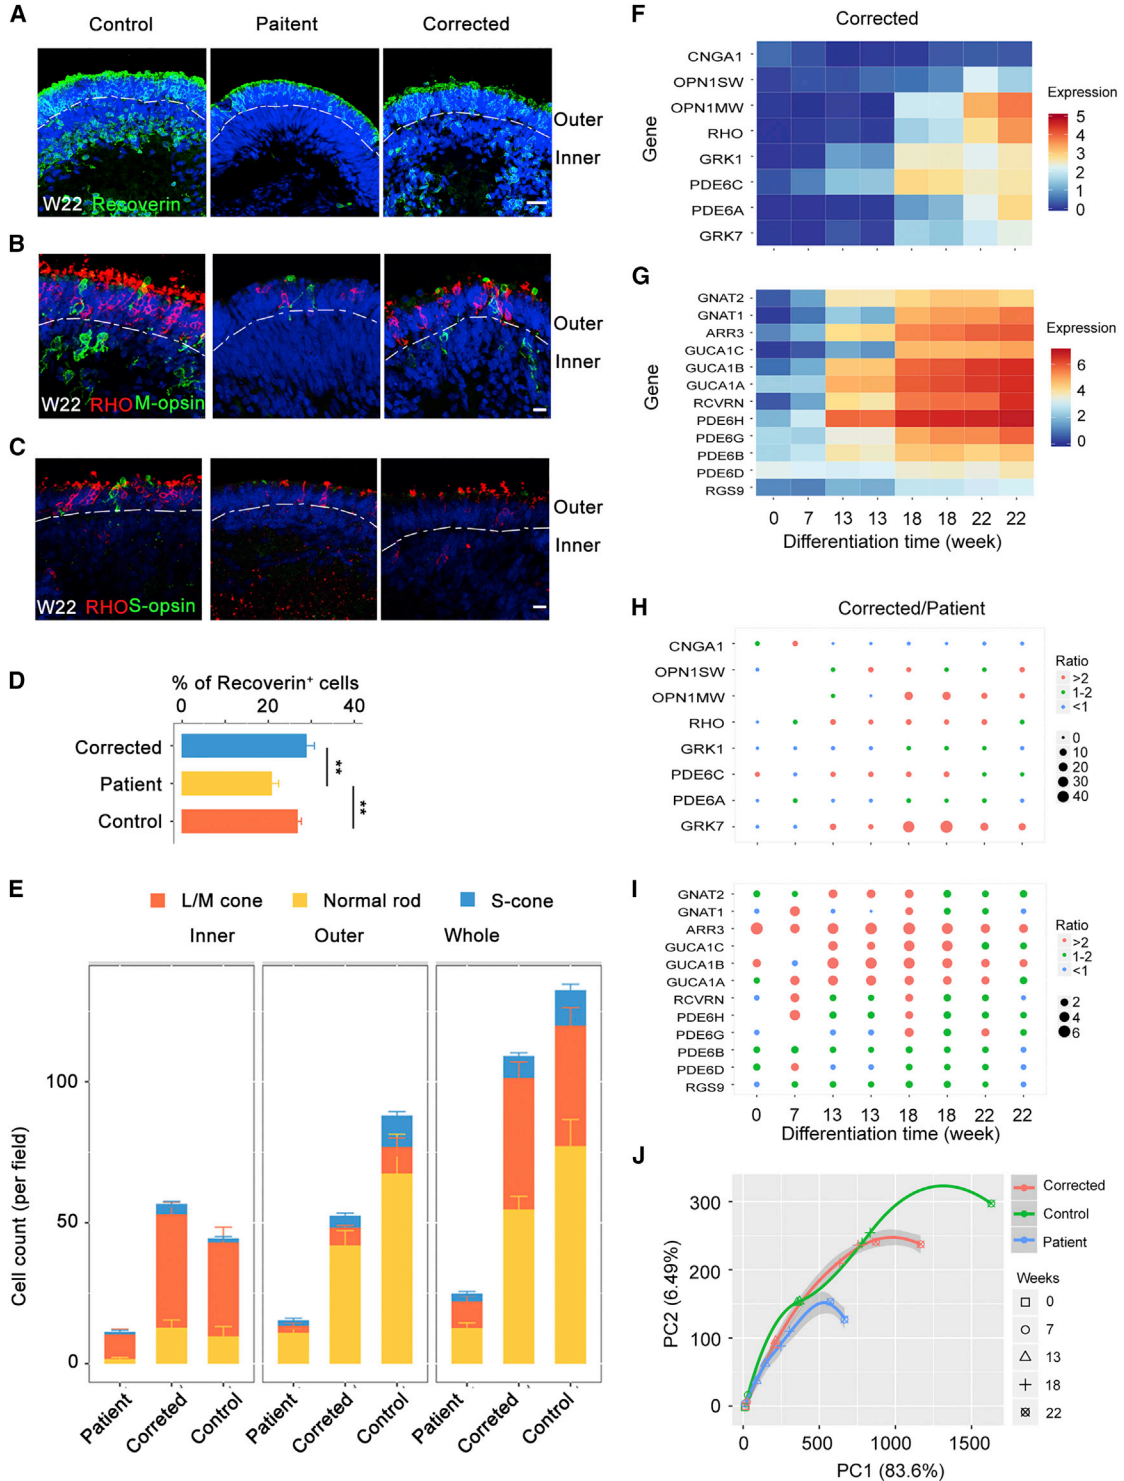 A
Control Paitent Corrected
Outer
Inner
W22 Recoverin
B
Outer
Inner
W22 RHO M-opsin
C
Outer
Inner
W22 RHO S-opsin
D
% of Recoverin+ cells
0 20 40
Corrected
Patient
Control
**
**
E
L/M cone Normal rod S-cone
Inner Outer Whole
Cell count (per field)
100
50
0
Patient Correted Control Patient Correted Control Patient Correted Control
F
Corrected
Gene
CNGA1
OPN1SW
OPN1MW
RHO
GRK1
PDE6C
PDE6A
GRK7
Expression
5
4
3
2
1
0
G
Gene
GNAT2
GNAT1
ARR3
GUCA1C
GUCA1B
GUCA1A
RCVRN
PDE6H
PDE6G
PDE6B
PDE6D
RGS9
Expression
6
4
2
0
0 7 13 13 18 18 22 22
Differentiation time (week)
H
Corrected/Patient
CNGA1
OPN1SW
OPN1MW
RHO
GRK1
PDE6C
PDE6A
GRK7
Ratio
>2
1-2
<1
0
10
20
30
40
I
GNAT2
GNAT1
ARR3
GUCA1C
GUCA1B
GUCA1A
RCVRN
PDE6H
PDE6G
PDE6B
PDE6D
RGS9
Ratio
>2
1-2
<1
2
4
6
0 7 13 13 18 18 22 22
Differentiation time (week)
J
PC2 (6.49%)
300
200
100
0
0 500 1000 1500
PC1 (83.6%)
Corrected
Control
Patient
Weeks
0
7
13
18
22